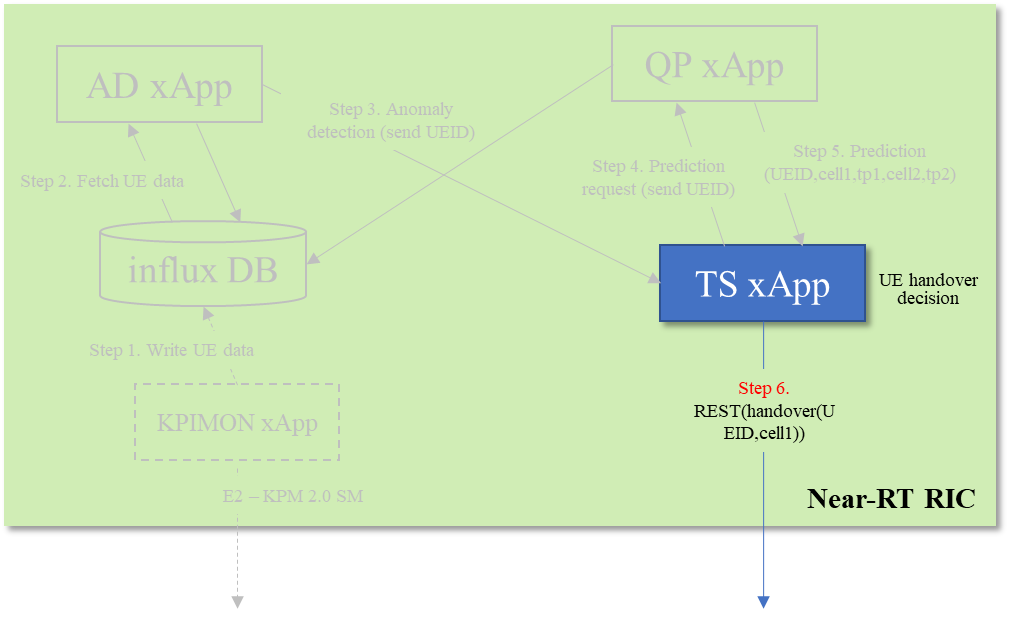 AD xApp
QP xApp
Step 3. Anomaly
detection (send UEID)
Step 2. Fetch UE data
Step 4. Prediction
request (send UEID)
Step 5. Prediction
(UEID,cell1,tp1,cell2,tp2)
influx DB
TS xApp
UE handover
decision
Step 1. Write UE data
KPIMON xApp
Step 6.
REST(handover(U
EID,cell1))
E2 – KPM 2.0 SM
Near-RT RIC